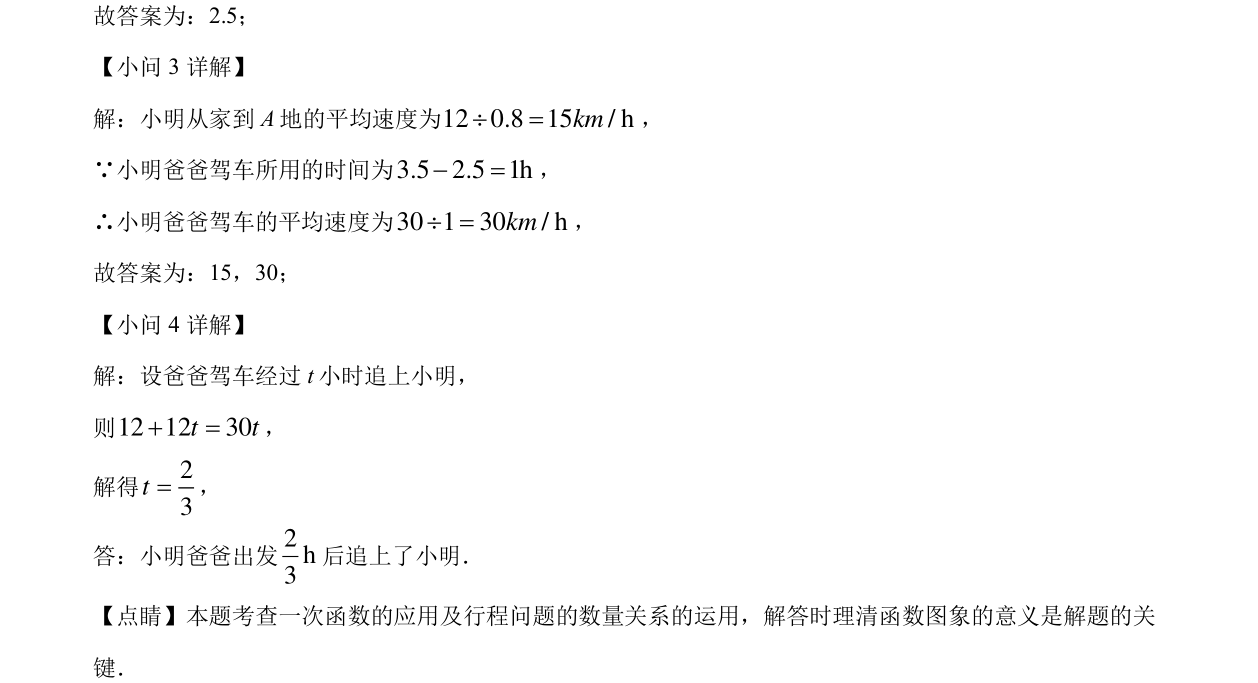 故答案为：2.5；
【小问 3 详解】
解：小明从家到 A 地的平均速度为12÷0.8=15km/h，
∵小明爸爸驾车所用的时间为3.5−2.5=1h，
∴小明爸爸驾车的平均速度为30÷1=30km/h，
故答案为：15，30；
【小问 4 详解】
解：设爸爸驾车经过 t 小时追上小明，
则12+12t=30t，
解得t=2/3，
答：小明爸爸出发2/3h 后追上了小明．
【点睛】本题考查一次函数的应用及行程问题的数量关系的运用，解答时理清函数图象的意义是解题的关
键．